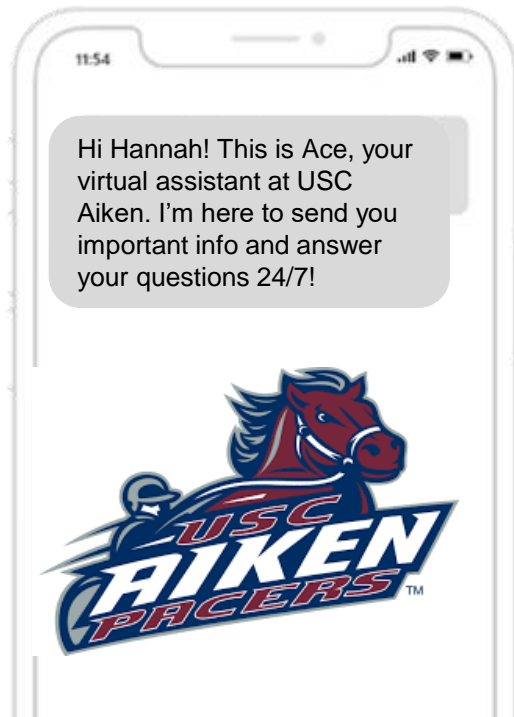 11:54
Hi Hannah! This is Ace, your
virtual assistant at USC
Aiken. I’m here to send you
important info and answer
your questions 24/7!
USC
AIKEN
PACERS
TM